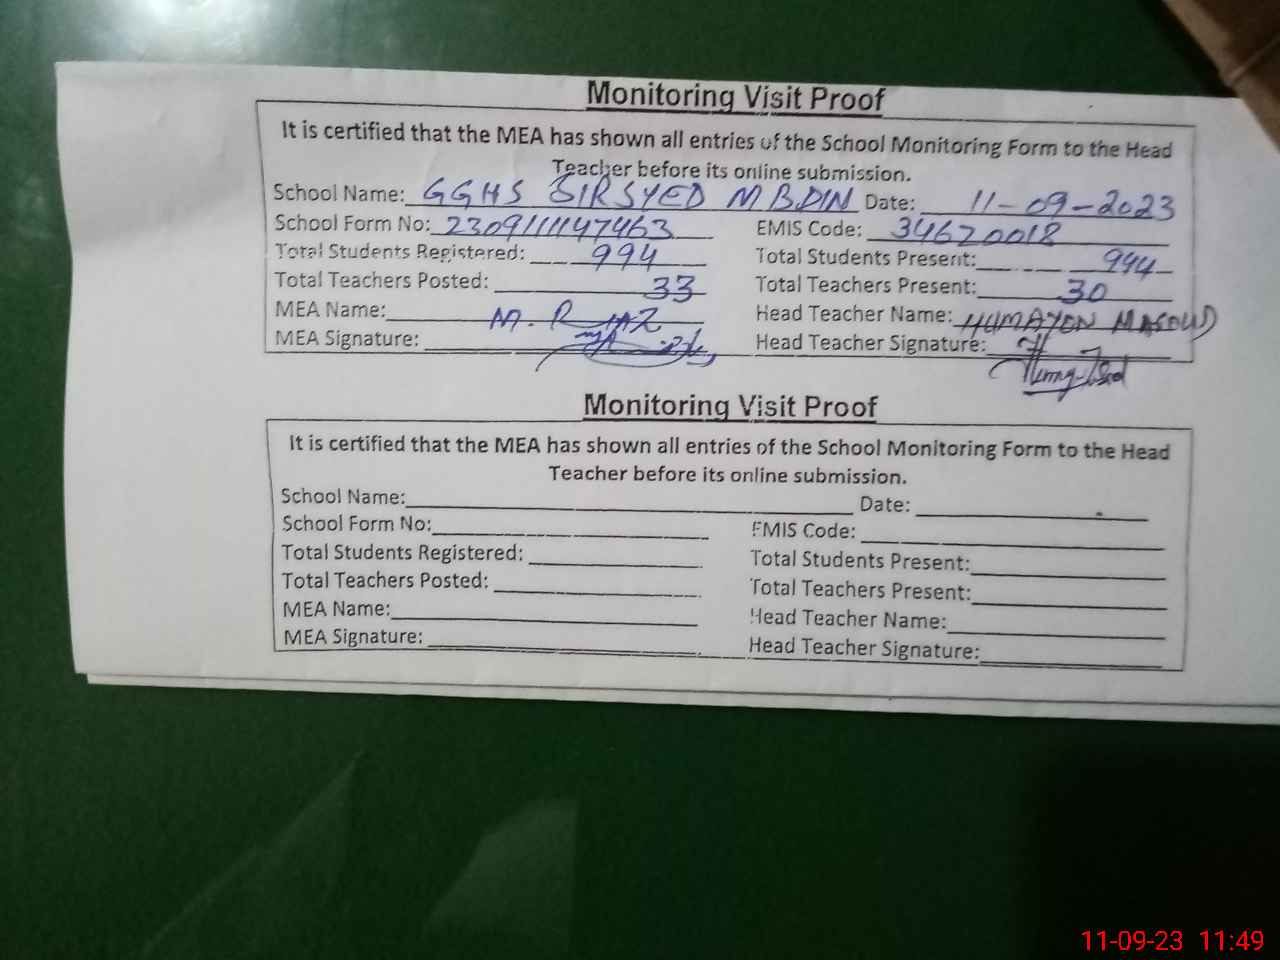 Monitoring Visit Proof
It is certified that the MEA has shown all entries of the School Monitoring Form to the Head
Teacher before its online submission.
School Name: GGHS SIRSYED M B.DIN Date: 11-09-2023
School Form No: 2309111147463 EMIS Code: 34620018
Total Students Registered: 994 Total Students Present: 994
Total Teachers Posted: 33 Total Teachers Present: 30
MEA Name: M. RIAZ Head Teacher Name: HUMAYON MASOUD
MEA Signature: Head Teacher Signature:
Monitoring Visit Proof
It is certified that the MEA has shown all entries of the School Monitoring Form to the Head
Teacher before its online submission.
School Name: Date:
School Form No: EMIS Code:
Total Students Registered: Total Students Present:
Total Teachers Posted: Total Teachers Present:
MEA Name: Head Teacher Name:
MEA Signature: Head Teacher Signature:
11-09-23 11:49